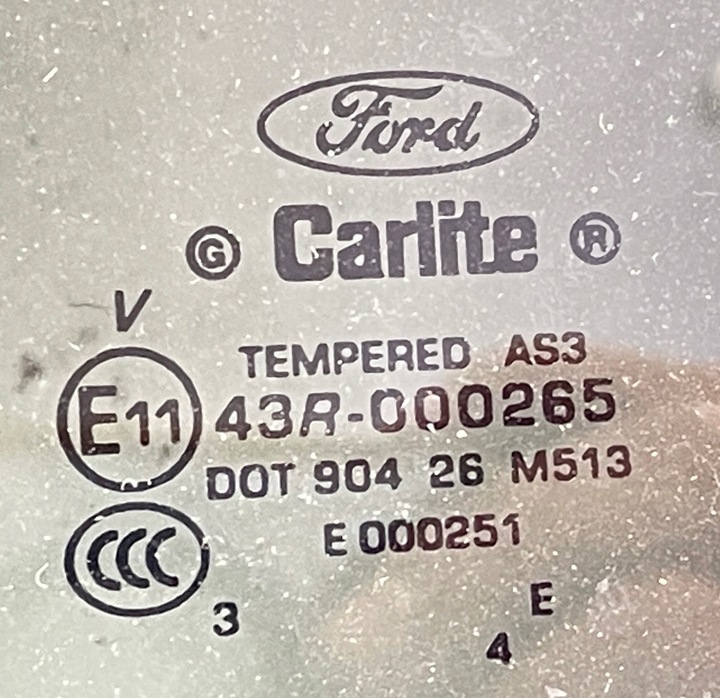 Ford
G Carlite ®
V
TEMPERED AS3
E11 43R-000265
DOT 904 26 M513
E 000251
CCC
3
E
4